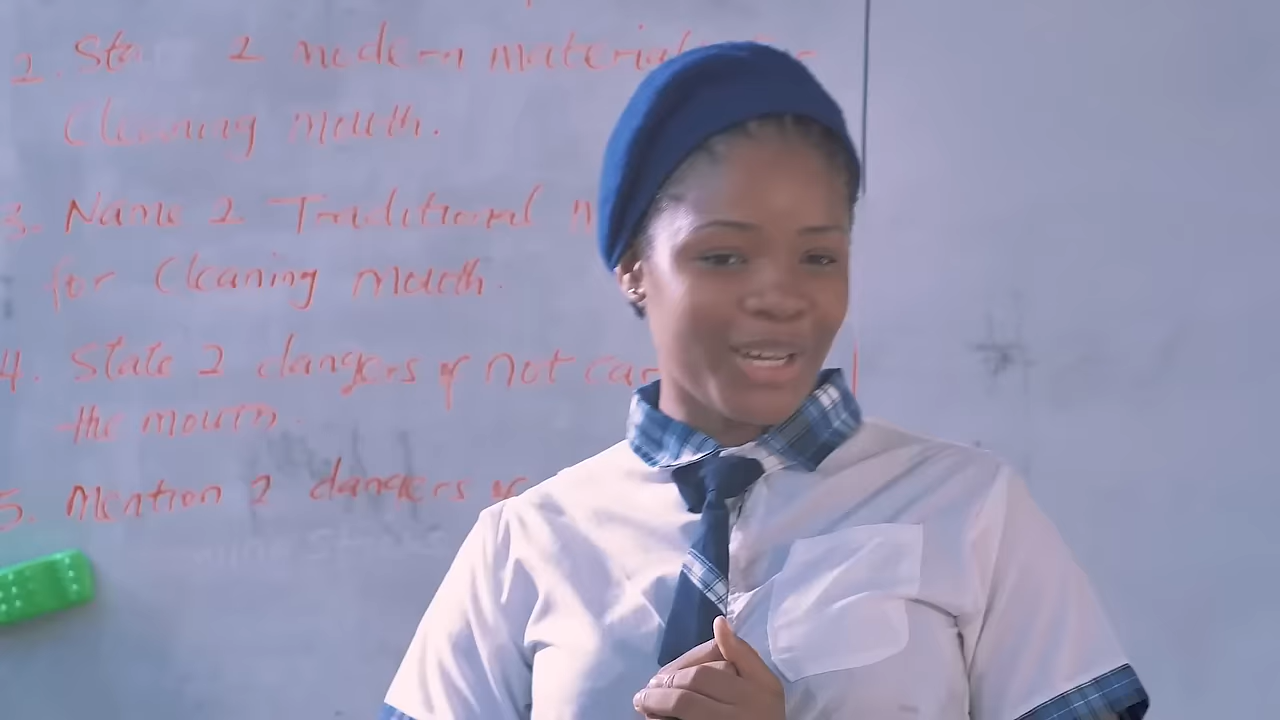 2. State 2 modern materials
Cleaning mouth.
3. Name 2 Traditional
for Cleaning mouth.
4. State 2 dangers of not
the mouth.
5. Mention 2 dangers of